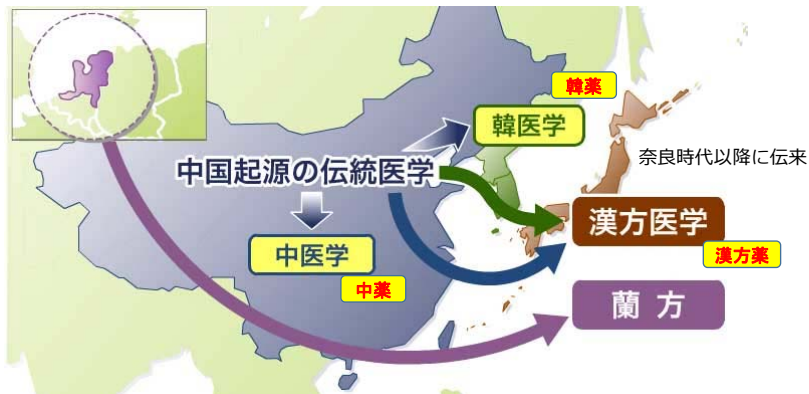 韓薬
韓医学
奈良時代以降に伝来
中国起源の伝統医学
漢方医学
中医学
漢方薬
中薬
蘭 方